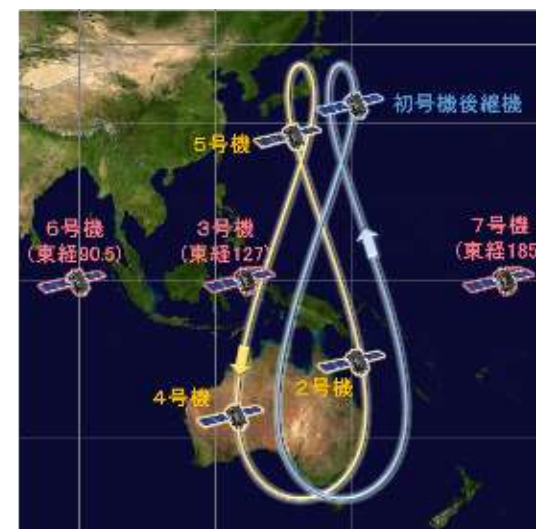 初号機後継機
5号機
6号機
(東経90.5)
3号機
(東経127)
7号機
(東経185
2号機
4号機